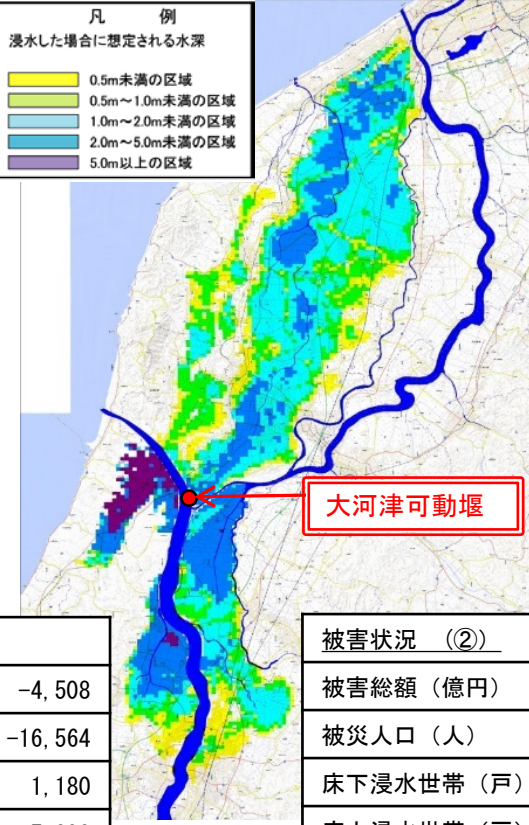 凡 例
浸水した場合に想定される水深
0.5m未満の区域
0.5m～1.0m未満の区域
1.0m～2.0m未満の区域
2.0m～5.0m未満の区域
5.0m以上の区域
大河津可動堰
-4,508
-16,564
1,180
被害状況 （②）
被害総額（億円）
被災人口（人）
床下浸水世帯（戸）